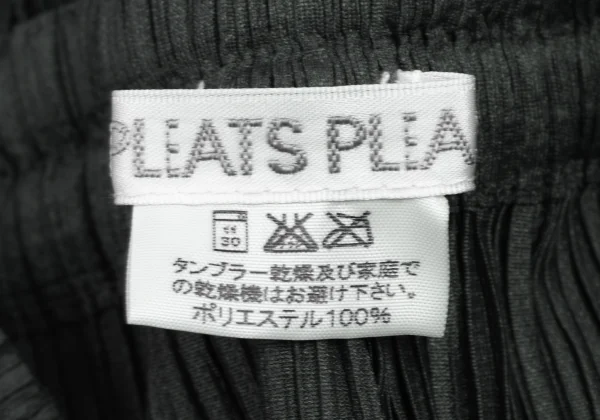 PLEATS PLEA
弱
30
タンブラー乾燥及び家庭で
の乾燥機はお避け下さい。
ポリエステル100%